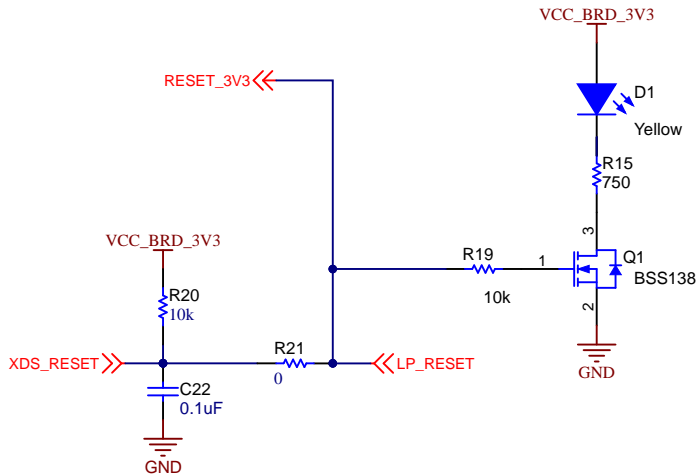 VCC_BRD_3V3
RESET_3V3
D1
Yellow
R15
750
VCC_BRD_3V3
3
R19
1
Q1
BSS138
10k
R20
10k
2
R21
XDS_RESET
LP_RESET
GND
0
C22
0.1uF
GND